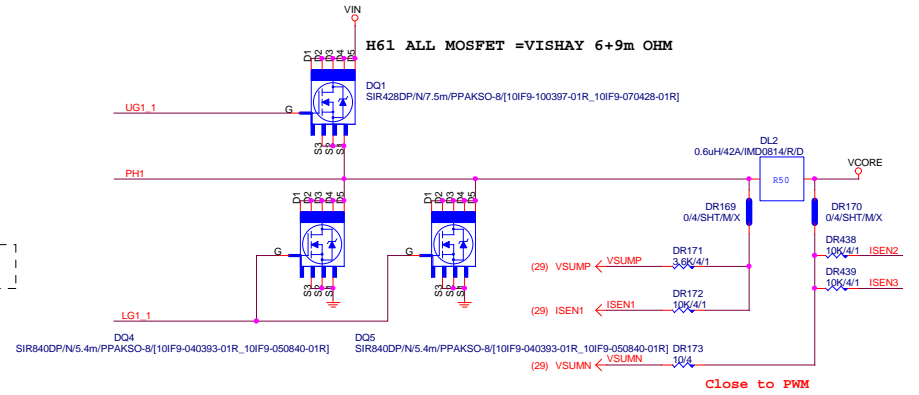 VIN
H61 ALL MOSFET =VISHAY 6+9m OHM
D1
D2
D3
D4
D5
DQ1
SIR428DP/N/7.5m/PPAKSO-8/[10IF9-100397-01R_10IF9-070428-01R]
UG1_1
G
S3
S2
S1
DL2
0.6uH/42A/IMD0814/R/D
VCORE
PH1
R50
D1
D2
D3
D4
D5
D1
D2
D3
D4
D5
DR169
0/4/SHT/M/X
DR170
0/4/SHT/M/X
G
G
DR438
10K/4/1
ISEN2
DR171
3.6K/4/1
(29) VSUMP
VSUMP
DR439
10K/4/1
ISEN3
S3
S2
S1
S3
S2
S1
DR172
10K/4/1
(29) ISEN1
ISEN1
LG1_1
DQ4
SIR840DP/N/5.4m/PPAKSO-8/[10IF9-040393-01R_10IF9-050840-01R]
DQ5
SIR840DP/N/5.4m/PPAKSO-8/[10IF9-040393-01R_10IF9-050840-01R]
DR173
10/4
(29) VSUMN
VSUMN
Close to PWM